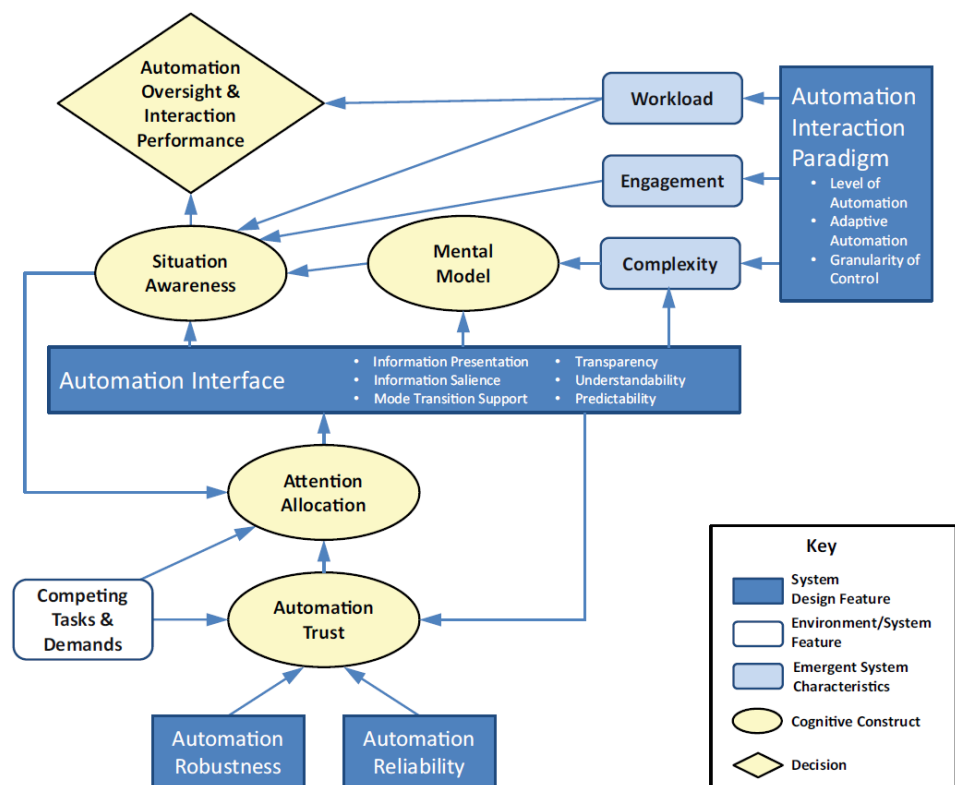 Automation
Oversight &
Interaction
Performance
Workload
Automation
Interaction
Paradigm
• Level of
Automation
• Adaptive
Automation
• Granularity of
Control
Engagement
Situation
Awareness
Mental
Model
Complexity
Automation Interface
• Information Presentation
• Information Salience
• Mode Transition Support
• Transparency
• Understandability
• Predictability
Attention
Allocation
Competing
Tasks &
Demands
Automation
Trust
Automation
Robustness
Automation
Reliability
Key
System
Design Feature
Environment/System
Feature
Emergent System
Characteristics
Cognitive Construct
Decision